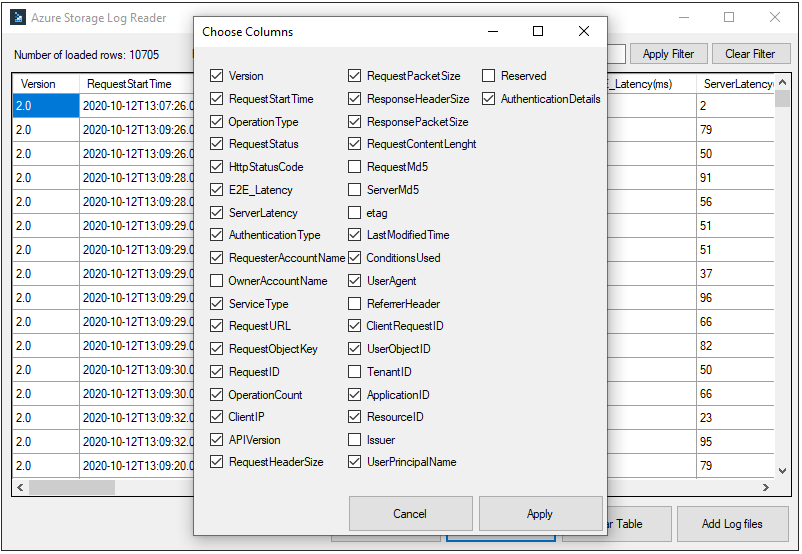 Azure Storage Log Reader
Number of loaded rows: 10705
Apply Filter
Clear Filter
Version RequestStartTime E_Latency(ms) ServerLatency(
2.0 2020-10-12T13:07:26.0 2
2.0 2020-10-12T13:09:26.0 79
2.0 2020-10-12T13:09:26.0 50
2.0 2020-10-12T13:09:28.0 91
2.0 2020-10-12T13:09:28.0 56
2.0 2020-10-12T13:09:29.0 51
2.0 2020-10-12T13:09:29.0 51
2.0 2020-10-12T13:09:29.0 37
2.0 2020-10-12T13:09:29.0 96
2.0 2020-10-12T13:09:29.0 66
2.0 2020-10-12T13:09:29.0 82
2.0 2020-10-12T13:09:30.0 50
2.0 2020-10-12T13:09:30.0 66
2.0 2020-10-12T13:09:32.0 23
2.0 2020-10-12T13:09:32.0 95
2.0 2020-10-12T13:09:20.0 79
Table
Add Log files
Choose Columns
Version
RequestStartTime
OperationType
RequestStatus
HttpStatusCode
E2E_Latency
ServerLatency
AuthenticationType
RequesterAccountName
OwnerAccountName
ServiceType
RequestURL
RequestObjectKey
RequestID
OperationCount
ClientIP
APIVersion
RequestHeaderSize
RequestPacketSize
ResponseHeaderSize
ResponsePacketSize
RequestContentLenght
RequestMd5
ServerMd5
etag
LastModifiedTime
ConditionsUsed
UserAgent
ReferrerHeader
ClientRequestID
UserObjectID
TenantID
ApplicationID
ResourceID
Issuer
UserPrincipalName
Reserved
AuthenticationDetails
Cancel
Apply